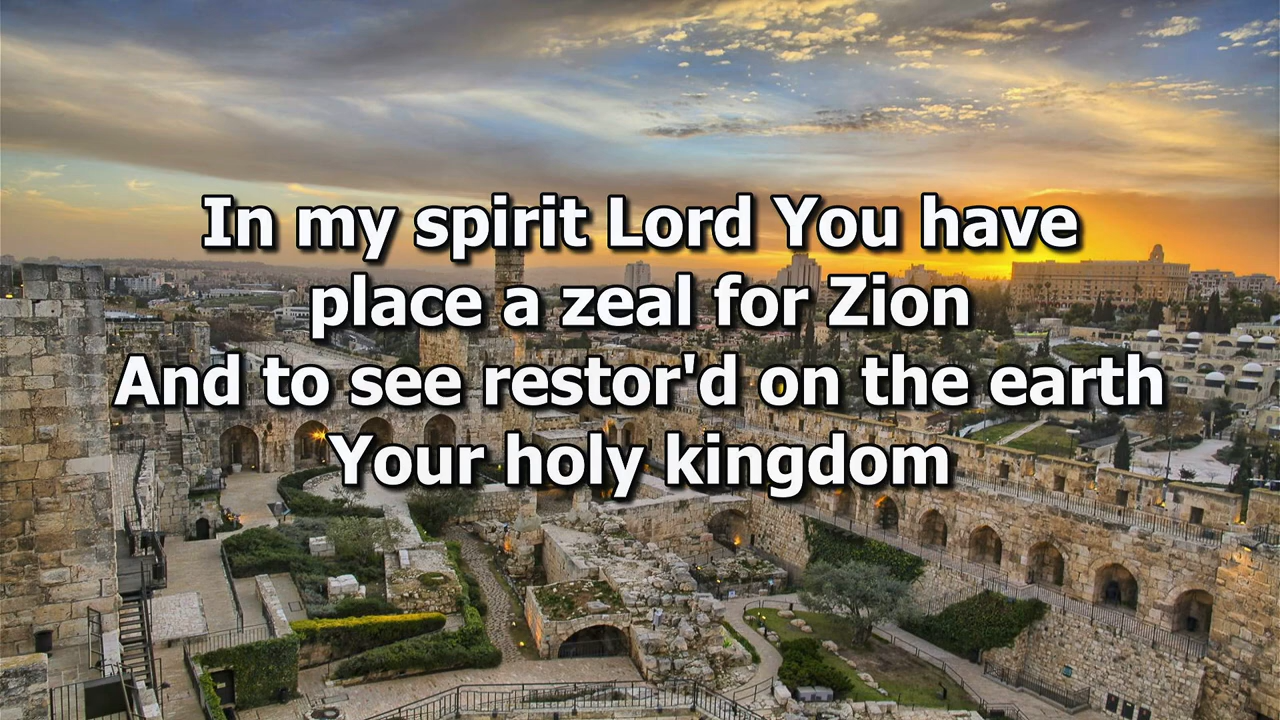 In my spirit Lord You have
place a zeal for Zion
And to see restor'd on the earth
Your holy kingdom